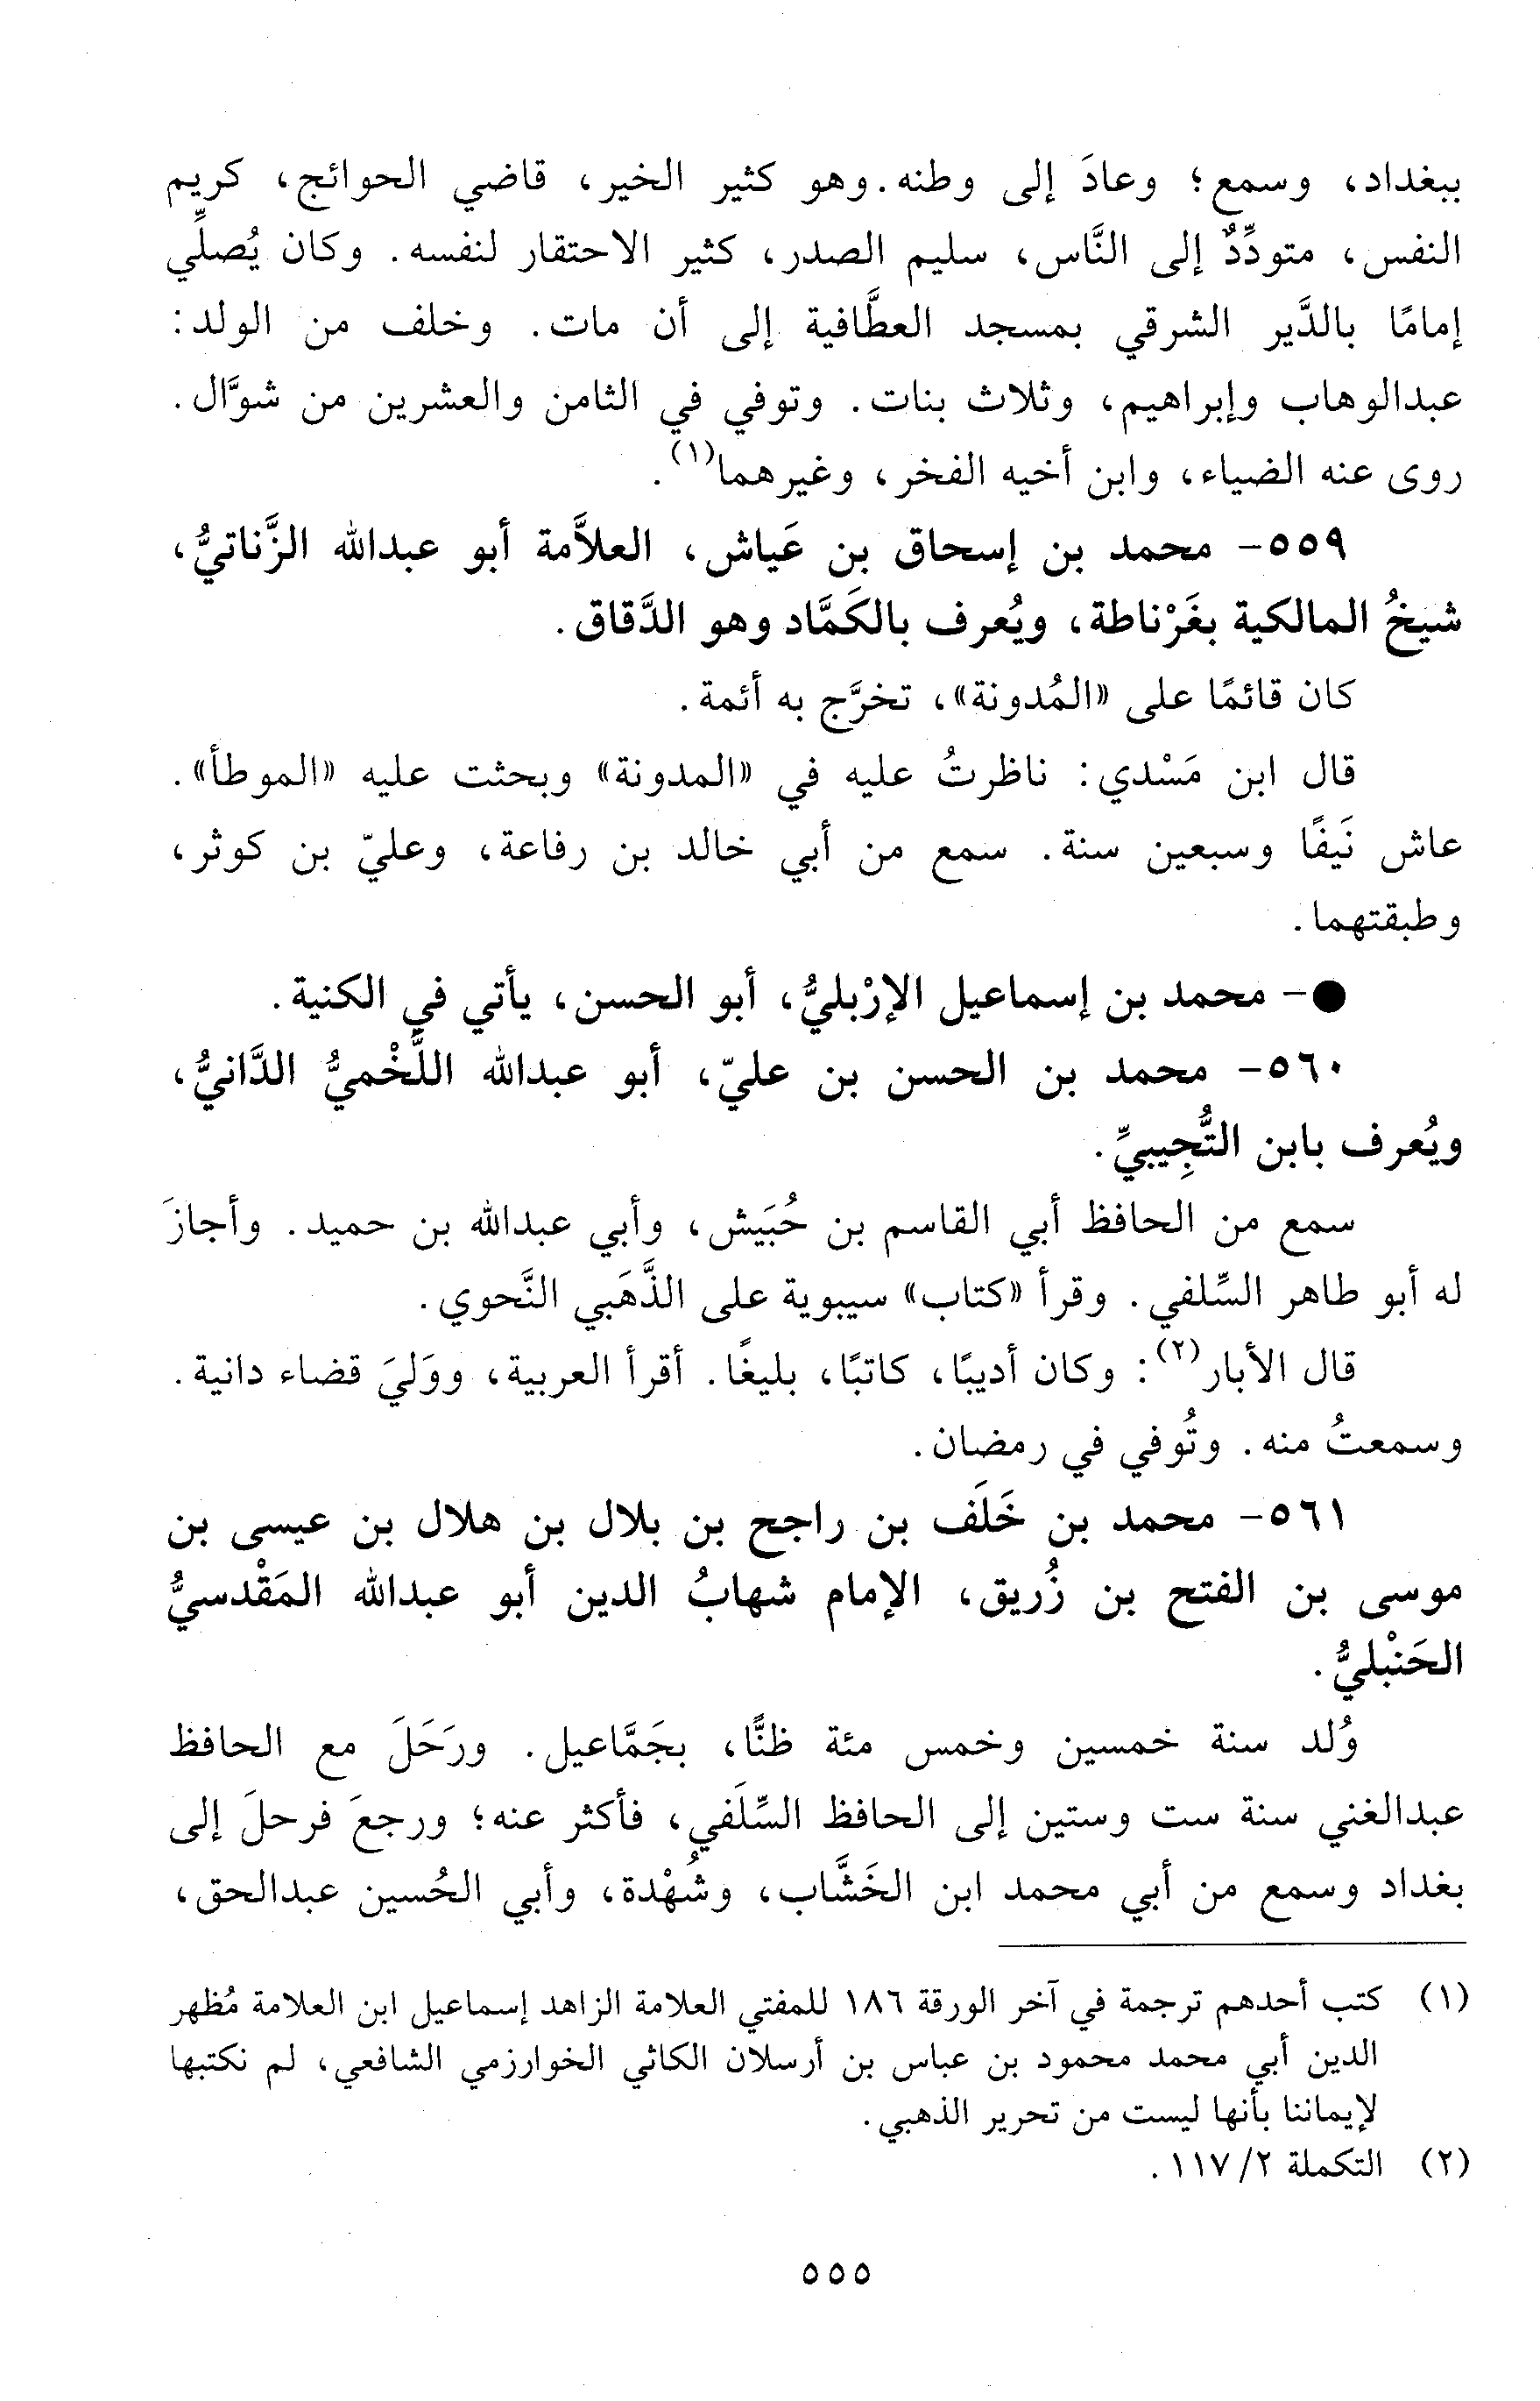 ببغداد، وسمع؛ وعادَ إلى وطنه. وهو كثير الخير، قاضي الحوائج، كريم
النفس، متودِّدٌ إلى النَّاس، سليم الصدر، كثير الاحتقار لنفسه. وكان يُصلِّي
إمامًا بالدَّير الشرقي بمسجد العطَّافية إلى أن مات. وخلف من الولد:
عبدالوهاب وإبراهيم، وثلاث بنات. وتوفي في الثامن والعشرين من شوَّال.
روى عنه الضياء، وابن أخيه الفخر، وغيرهما(١).
٥٥٩- محمد بن إسحاق بن عَياش، العلاَّمة أبو عبدالله الزَّناتيُّ،
شيخُ المالكية بغَرْناطة، ويُعرف بالكَمَّاد وهو الدَّقاق.
كان قائمًا على «المُدونة»، تخرَّج به أئمة.
قال ابن مَسْدي: ناظرتُ عليه في «المدونة» وبحثت عليه «الموطأ».
عاش نَيفًا وسبعين سنة. سمع من أبي خالد بن رفاعة، وعليّ بن كوثر،
وطبقتهما.
●- محمد بن إسماعيل الإرْبليُّ، أبو الحسن، يأتي في الكنية.
٥٦٠- محمد بن الحسن بن عليّ، أبو عبدالله اللَّخْميُّ الدَّانيُّ،
ويُعرف بابن التُّجِيبيِّ.
سمع من الحافظ أبي القاسم بن حُبَيش، وأبي عبدالله بن حميد. وأجازَ
له أبو طاهر السِّلفي. وقرأ «كتاب» سيبوية على الذَّهَبي النَّحوي.
قال الأبار(٢): وكان أديبًا، كاتبًا، بليغًا. أقرأ العربية، ووَليَ قضاء دانية.
وسمعتُ منه. وتُوفي في رمضان.
٥٦١- محمد بن خَلَف بن راجح بن بلال بن هلال بن عيسى بن
موسى بن الفتح بن زُريق، الإمام شهابُ الدين أبو عبدالله المَقْدسيُّ
الحَنْبليُّ.
وُلد سنة خمسين وخمس مئة ظنًّا، بجَمَّاعيل. ورَحَلَ مع الحافظ
عبدالغني سنة ست وستين إلى الحافظ السِّلَفي، فأكثر عنه؛ ورجعَ فرحلَ إلى
بغداد وسمع من أبي محمد ابن الخَشَّاب، وشُهْدة، وأبي الحُسين عبدالحق،
(١) كتب أحدهم ترجمة في آخر الورقة ١٨٦ للمفتي العلامة الزاهد إسماعيل ابن العلامة مُظهر
الدين أبي محمد محمود بن عباس بن أرسلان الكاثي الخوارزمي الشافعي، لم نكتبها
لإيماننا بأنها ليست من تحرير الذهبي.
(٢) التكملة ٢/ ١١٧.
٥٥٥